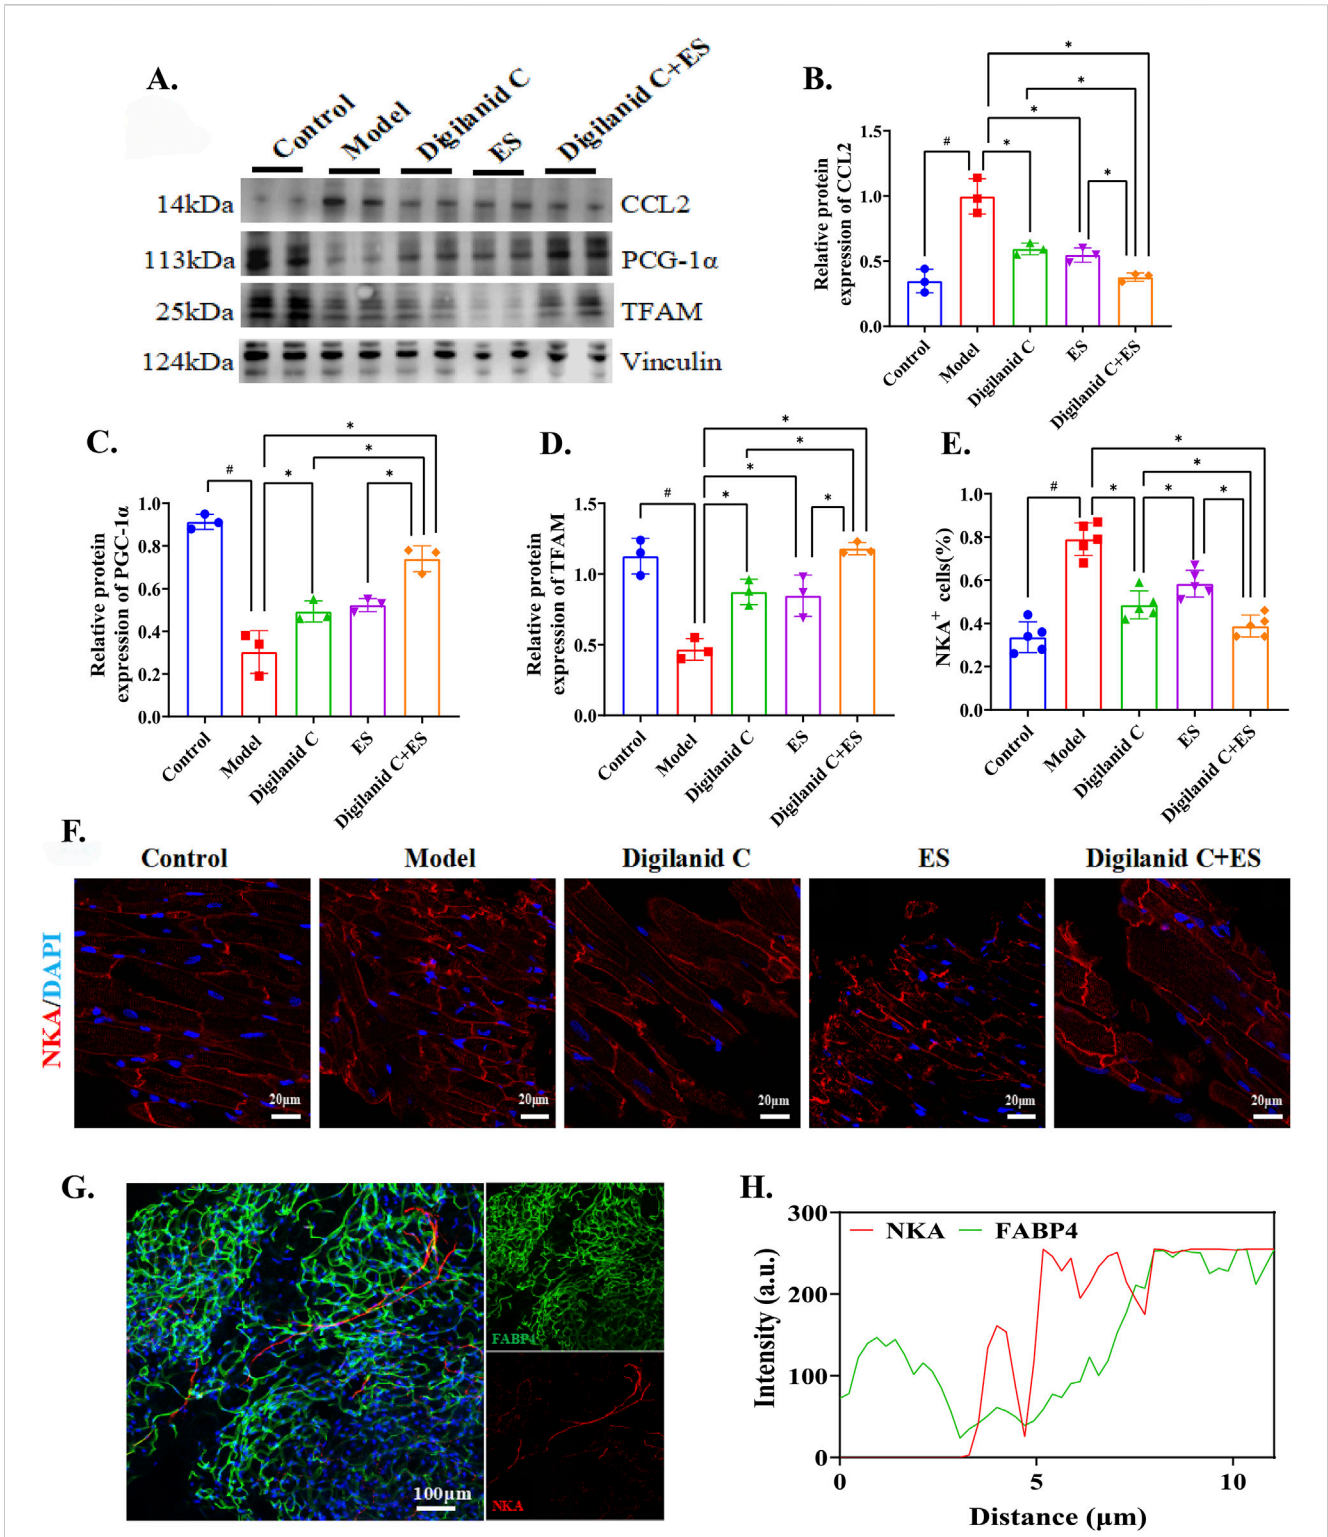 A.
Control
Model
Digilanid C
ES
Digilanid C+ES
14kDa
CCL2
113kDa
PCG-1α
25kDa
TFAM
124kDa
Vinculin
B.
Relative protein
expression of CCL2
1.5
1.0
0.5
0.0
#
*
*
*
*
*
Control
Model
Digilanid C
ES
Digilanid C+ES
C.
Relative protein
expression of PGC-1α
1.0
0.8
0.6
0.4
0.2
0.0
#
*
*
*
*
Control
Model
Digilanid C
ES
Digilanid C+ES
D.
Relative protein
expression of TFAM
1.5
1.0
0.5
0.0
#
*
*
*
*
*
Control
Model
Digilanid C
ES
Digilanid C+ES
E.
NKA+ cells(%)
1.0
0.8
0.6
0.4
0.2
0.0
#
*
*
*
*
*
Control
Model
Digilanid C
ES
Digilanid C+ES
F.
Control
Model
Digilanid C
ES
Digilanid C+ES
NKA/DAPI
20μm
20μm
20μm
20μm
20μm
G.
100μm
FABP4
NKA
H.
Intensity (a.u.)
300
200
100
0
NKA
FABP4
0
5
10
Distance (μm)